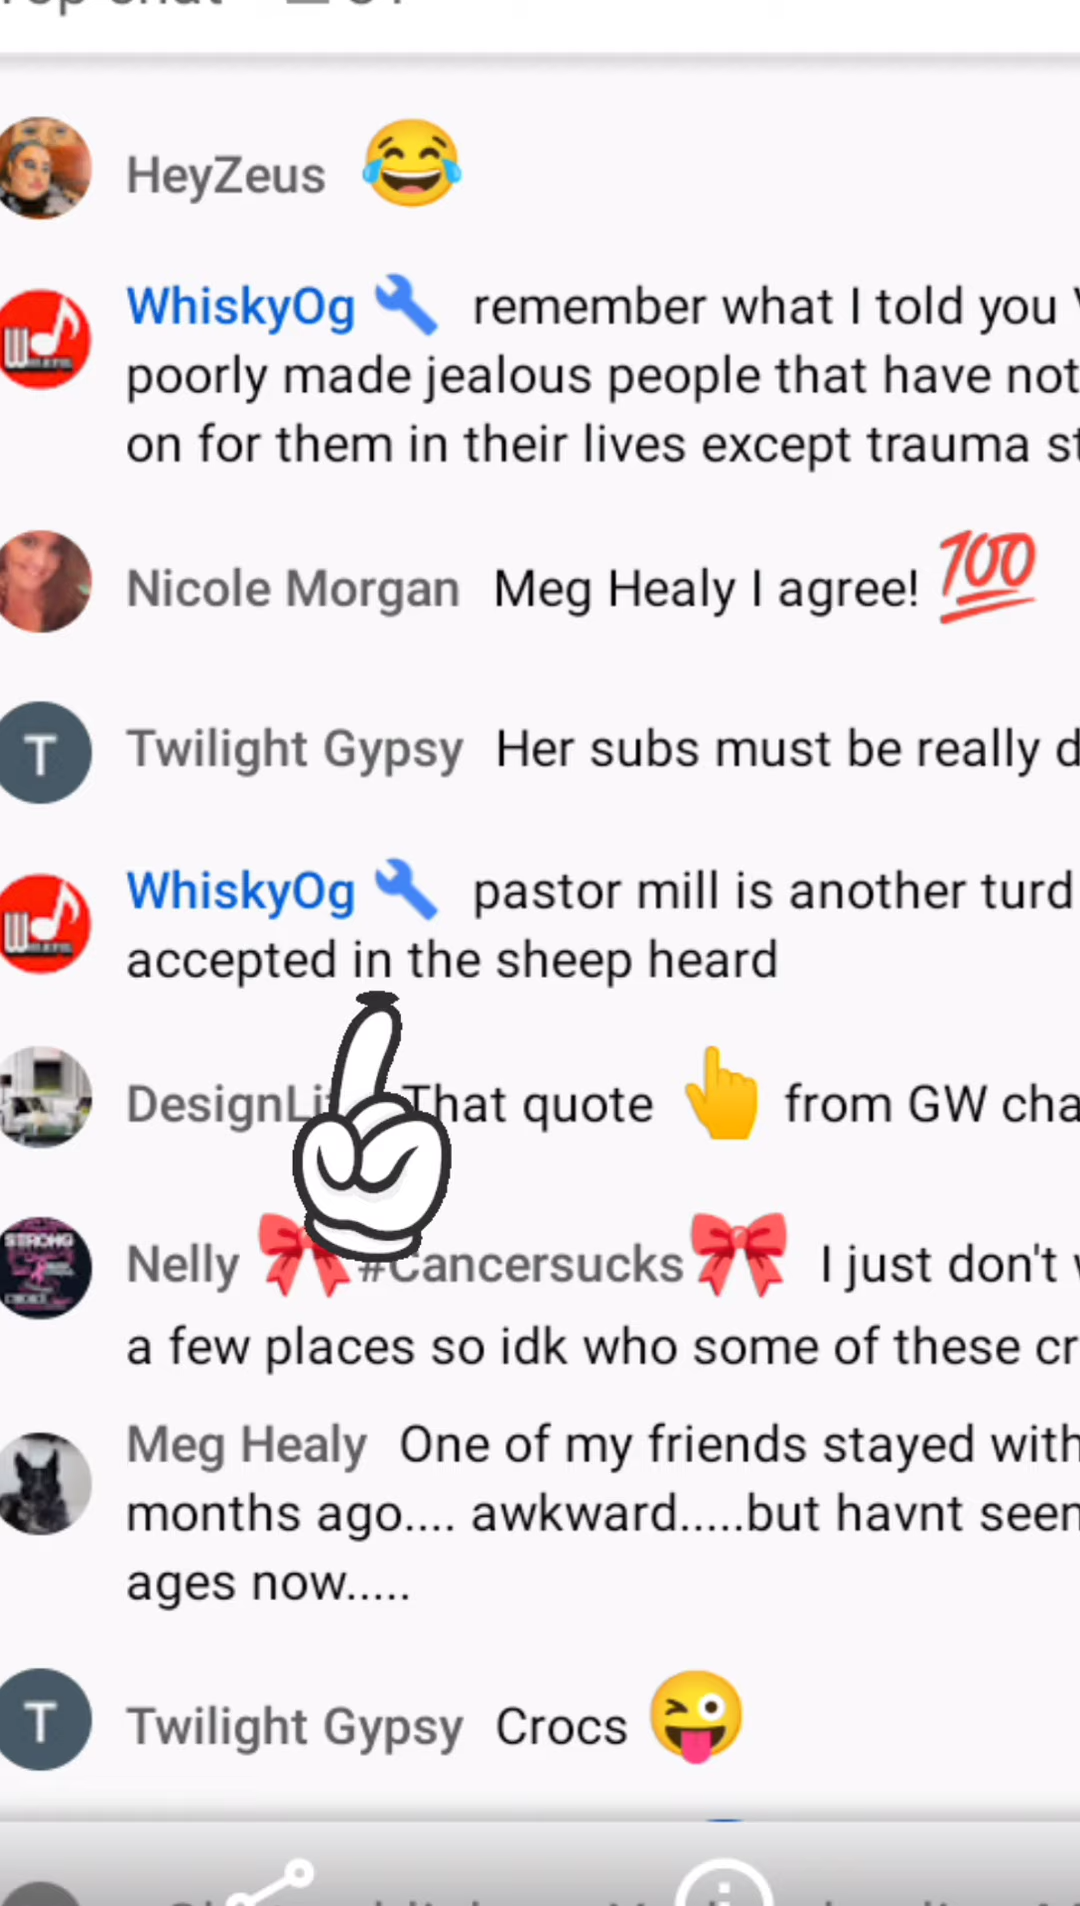 HeyZeus 😂
WhiskyOg 🔧 remember what I told you
poorly made jealous people that have not
on for them in their lives except trauma
Nicole Morgan Meg Healy I agree! 💯
T Twilight Gypsy Her subs must be really
WhiskyOg 🔧 pastor mill is another turd
accepted in the sheep heard
That quote 👆 from GW
STRONG
Nelly 🎀 #Cancersucks 🎀 I just don't
a few places so idk who some of these
Meg Healy One of my friends stayed with
months ago.... awkward.....but havnt seen
ages now.....
T Twilight Gypsy Crocs 😜